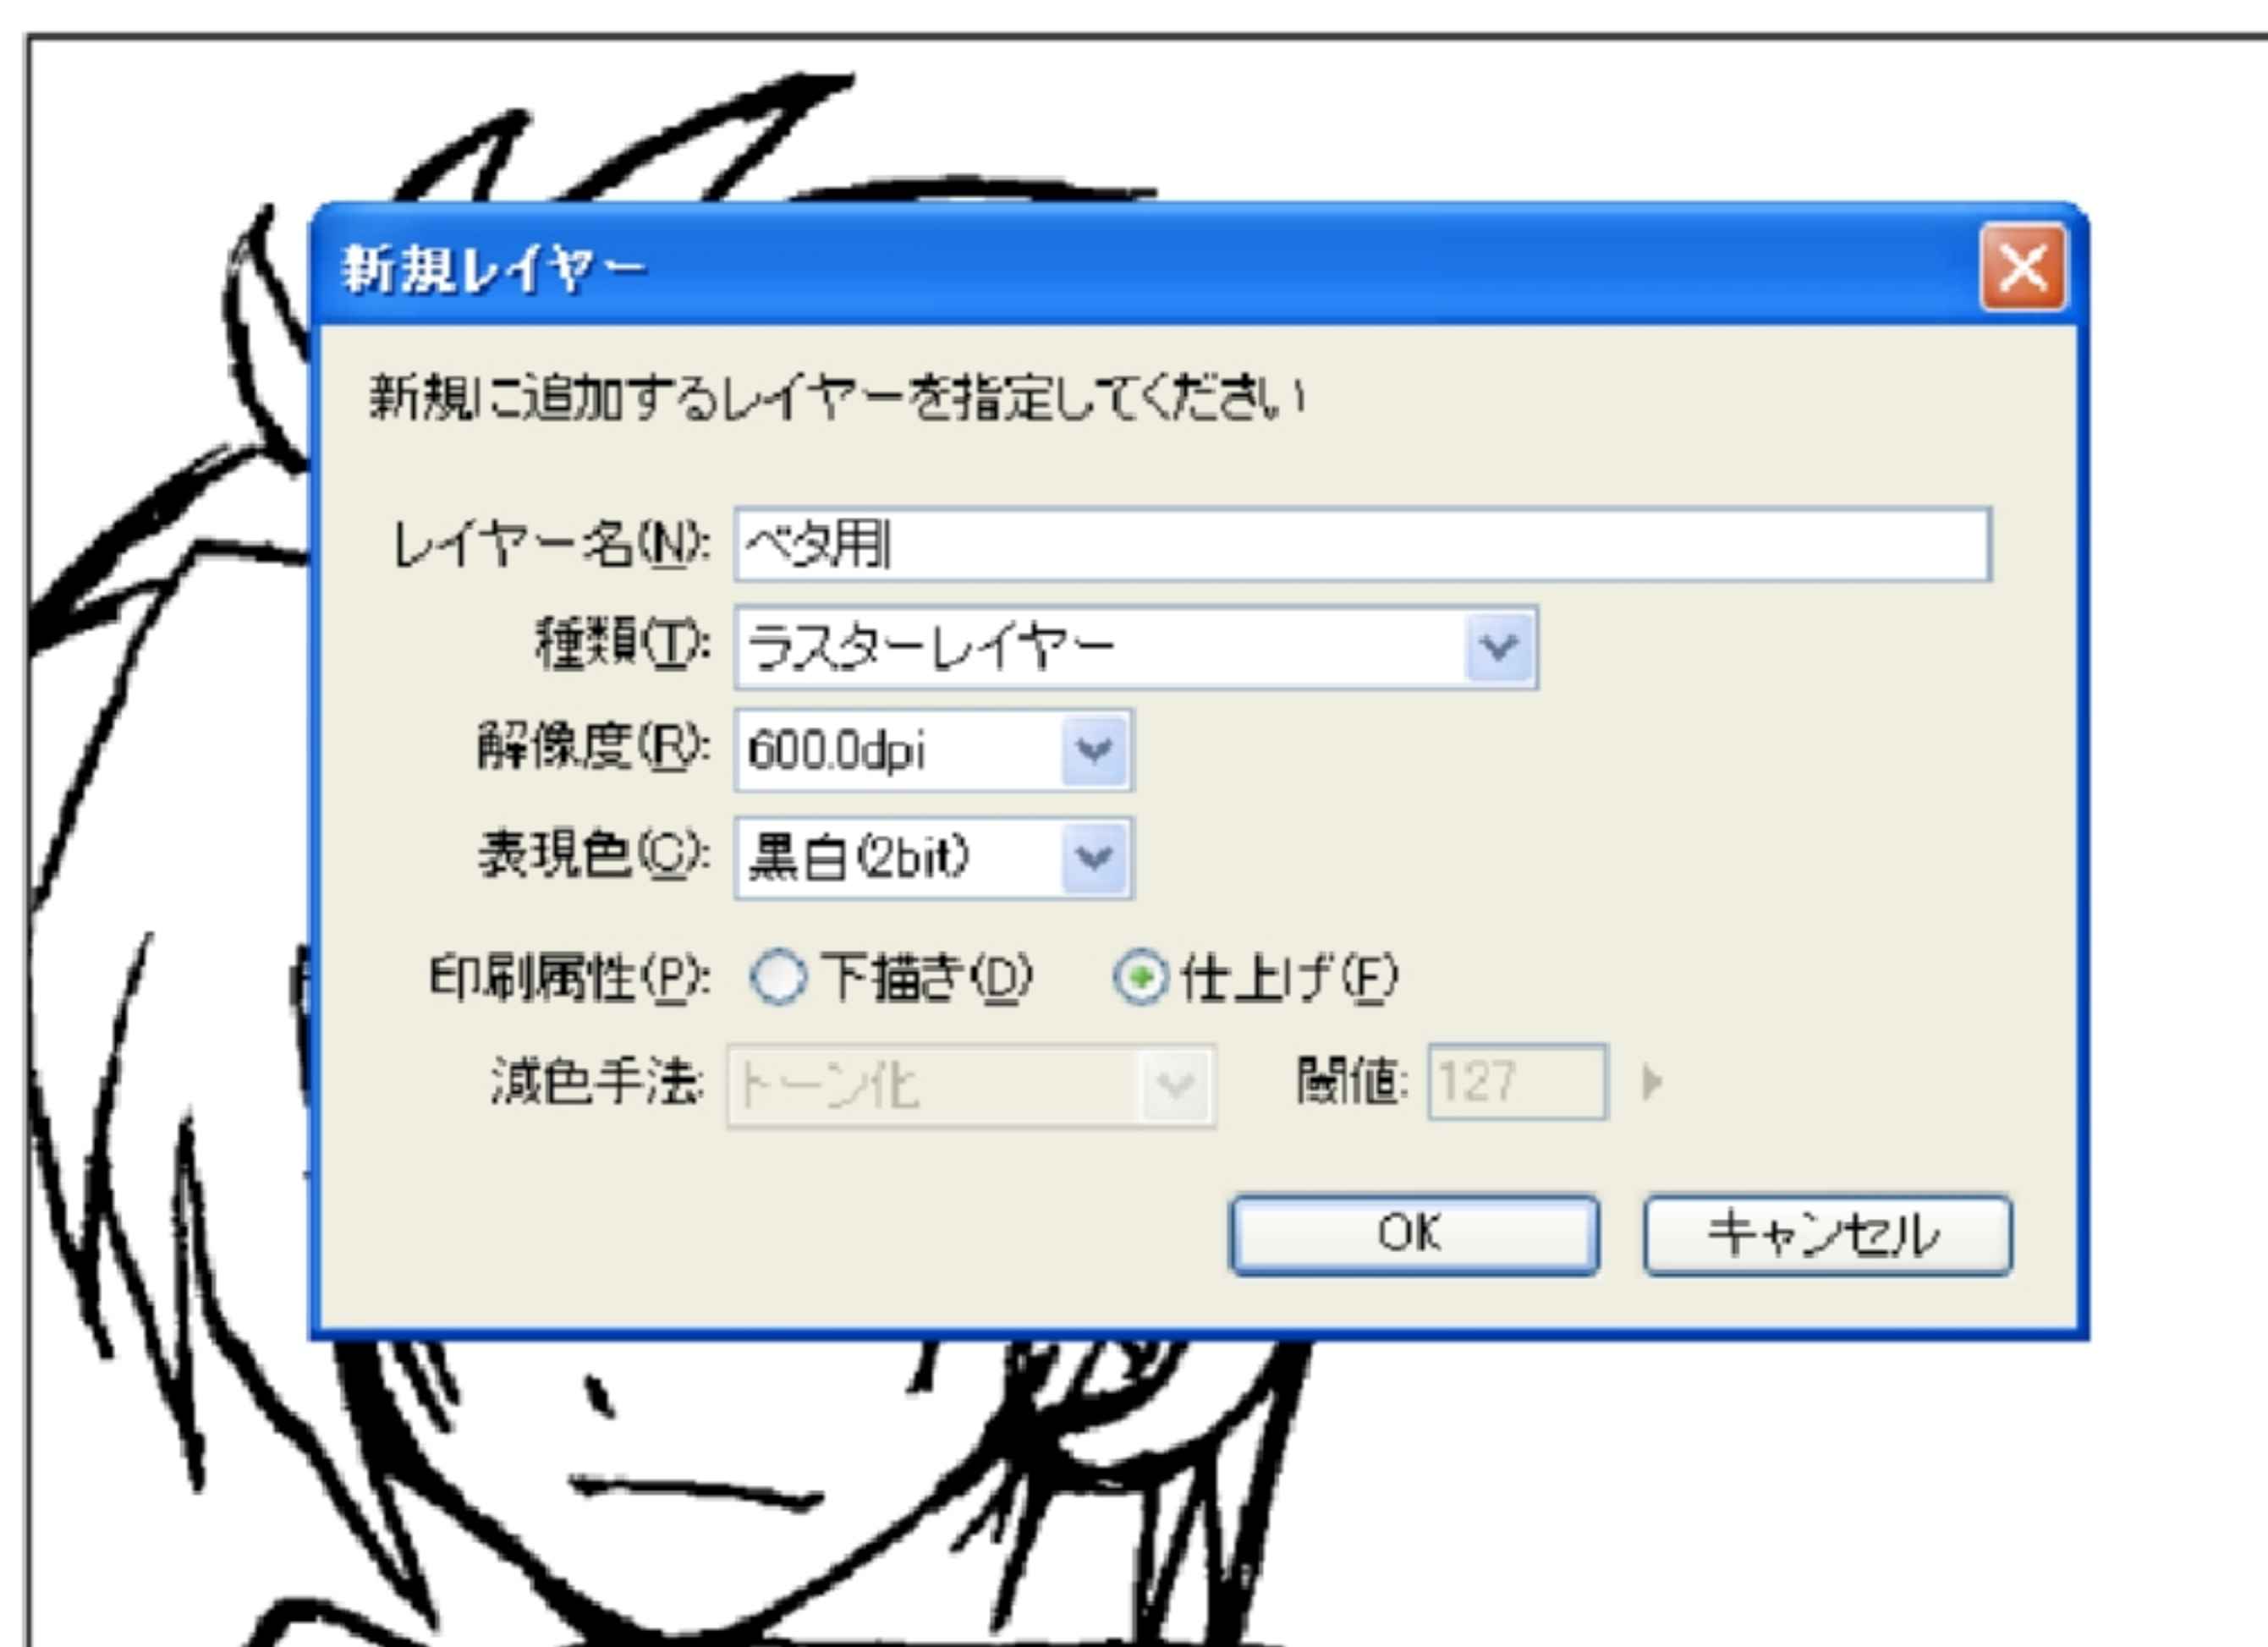 新規レイヤー
新規に追加するレイヤーを指定してください
レイヤー名(N): ベタ用
種類(T): ラスターレイヤー
解像度(R): 600.0dpi
表現色(C): 黒白(2bit)
印刷属性(P): 下描き(D) 仕上げ(F)
減色手法: トーン化 閾値: 127
OK キャンセル